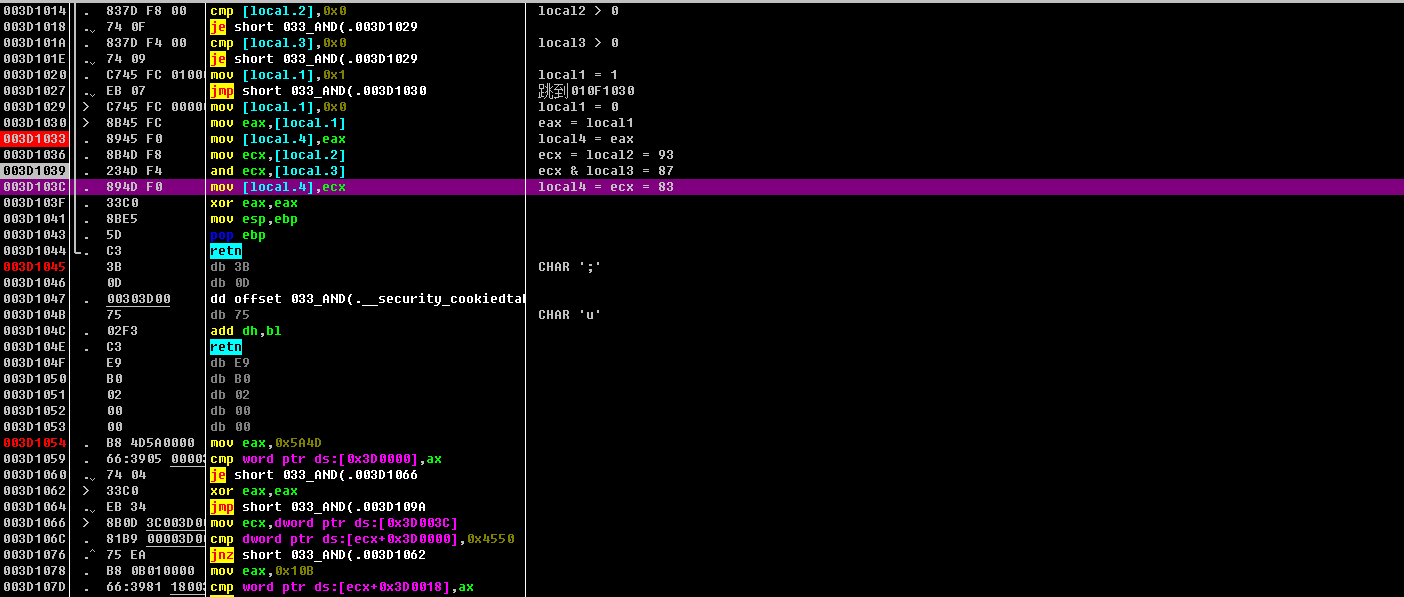 003D1014 . 837D F8 00 cmp [local.2],0x0 local2 > 0
003D1018 . 74 0F je short 033_AND(.003D1029
003D101A . 837D F4 00 cmp [local.3],0x0 local3 > 0
003D101E . 74 09 je short 033_AND(.003D1029
003D1020 . C745 FC 0100 mov [local.1],0x1 local1 = 1
003D1027 . EB 07 jmp short 033_AND(.003D1030 跳到010F1030
003D1029 > C745 FC 0000 mov [local.1],0x0 local1 = 0
003D1030 > 8B45 FC mov eax,[local.1] eax = local1
003D1033 . 8945 F0 mov [local.4],eax local4 = eax
003D1036 . 8B4D F8 mov ecx,[local.2] ecx = local2 = 93
003D1039 . 234D F4 and ecx,[local.3] ecx & local3 = 87
003D103C . 894D F0 mov [local.4],ecx local4 = ecx = 83
003D103F . 33C0 xor eax,eax
003D1041 . 8BE5 mov esp,ebp
003D1043 . 5D pop ebp
003D1044 . C3 retn
003D1045 3B db 3B CHAR ';'
003D1046 0D db 0D
003D1047 . 00303D00 dd offset 033_AND(.__security_cookiedtal
003D104B 75 db 75 CHAR 'u'
003D104C . 02F3 add dh,bl
003D104E . C3 retn
003D104F E9 db E9
003D1050 B0 db B0
003D1051 02 db 02
003D1052 00 db 00
003D1053 00 db 00
003D1054 . B8 4D5A0000 mov eax,0x5A4D
003D1059 . 66:3905 0000 cmp word ptr ds:[0x3D0000],ax
003D1060 . 74 04 je short 033_AND(.003D1066
003D1062 > 33C0 xor eax,eax
003D1064 . EB 34 jmp short 033_AND(.003D109A
003D1066 > 8B0D 3C003D00 mov ecx,dword ptr ds:[0x3D003C]
003D106C . 81B9 00003D00 cmp dword ptr ds:[ecx+0x3D0000],0x4550
003D1076 .^ 75 EA jnz short 033_AND(.003D1062
003D1078 . B8 0B010000 mov eax,0x10B
003D107D . 66:3981 1800 cmp word ptr ds:[ecx+0x3D0018],ax